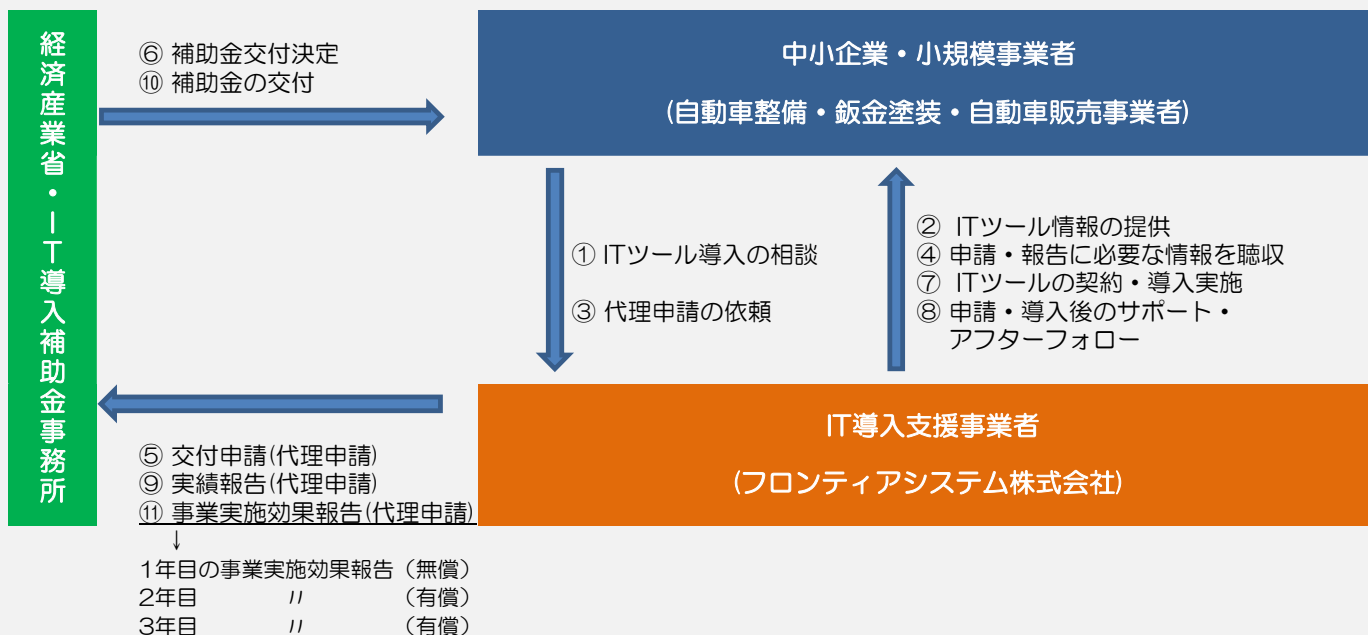 経済産業省・IT導入補助金事務所
⑥ 補助金交付決定
⑩ 補助金の交付
中小企業・小規模事業者
(自動車整備・鈑金塗装・自動車販売事業者)
① ITツール導入の相談
③ 代理申請の依頼
② ITツール情報の提供
④ 申請・報告に必要な情報を聴収
⑦ ITツールの契約・導入実施
⑧ 申請・導入後のサポート・
アフターフォロー
IT導入支援事業者
(フロンティアシステム株式会社)
⑤ 交付申請(代理申請)
⑨ 実績報告(代理申請)
⑪ 事業実施効果報告(代理申請)
↓
1年目の事業実施効果報告（無償）
2年目 〃 （有償）
3年目 〃 （有償）